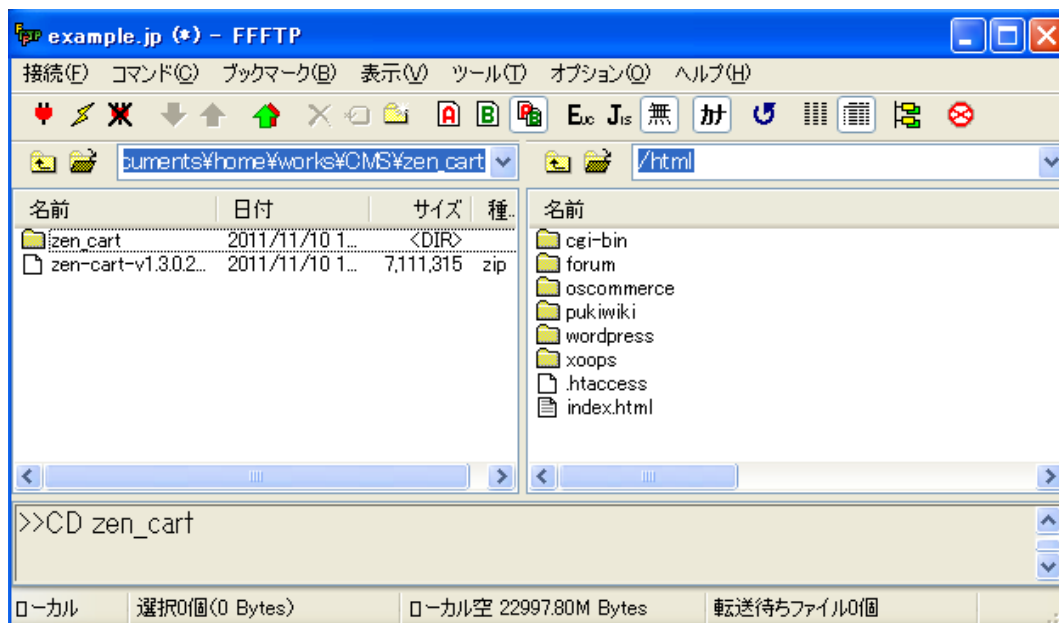 example.jp (*) - FFFTP
接続(F) コマンド(C) ブックマーク(B) 表示(V) ツール(T) オプション(O) ヘルプ(H)
A B Euc JIS 無 カナ
cuments¥home¥works¥CMS¥zen_cart /html
名前 日付 サイズ 種.. 名前
zen_cart 2011/11/10 1... <DIR>
zen-cart-v1.3.0.2... 2011/11/10 1... 7,111,315 zip
cgi-bin
forum
oscommerce
pukiwiki
wordpress
xoops
.htaccess
index.html
>>CD zen_cart
ローカル 選択0個(0 Bytes) ローカル空 22997.80M Bytes 転送待ちファイル0個